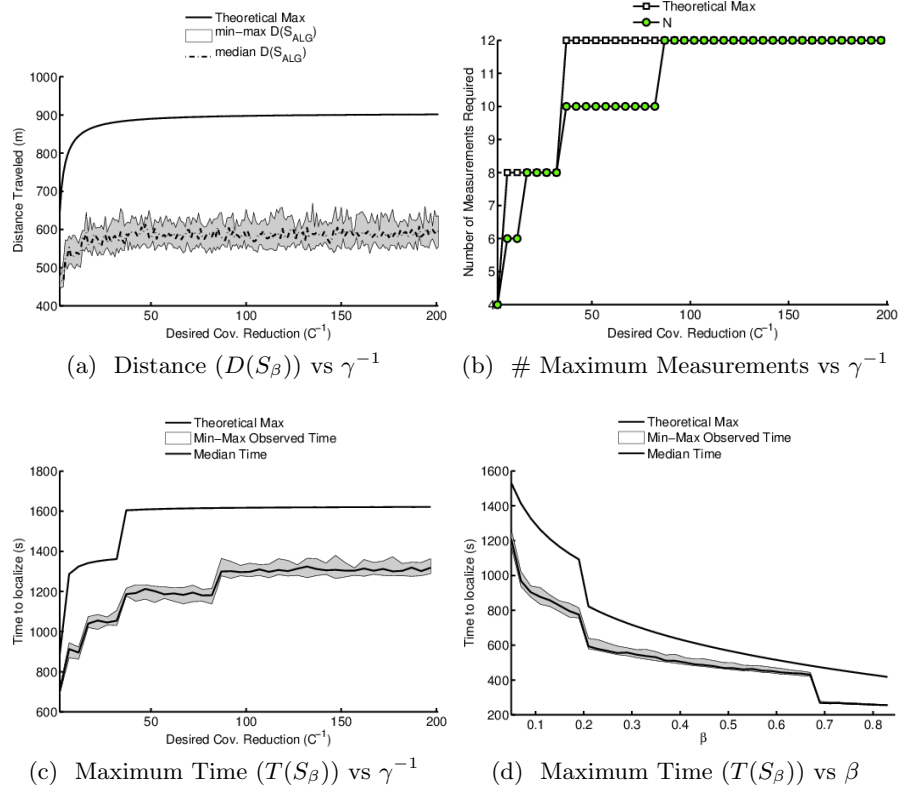 Theoretical Max
min−max D(S_ALG)
median D(S_ALG)
1000
900
800
700
600
500
400
Distance Traveled (m)
50 100 150 200
Desired Cov. Reduction (C⁻¹)
(a) Distance (D(S_β)) vs γ⁻¹
Theoretical Max
N
12
11
10
9
8
7
6
5
4
Number of Measurements Required
50 100 150 200
Desired Cov. Reduction (C⁻¹)
(b) # Maximum Measurements vs γ⁻¹
Theoretical Max
Min−Max Observed Time
Median Time
1800
1600
1400
1200
1000
800
600
Time to localize (s)
50 100 150 200
Desired Cov. Reduction (C⁻¹)
(c) Maximum Time (T(S_β)) vs γ⁻¹
Theoretical Max
Min−Max Observed Time
Median Time
1600
1400
1200
1000
800
600
400
200
Time to localize (s)
0.1 0.2 0.3 0.4 0.5 0.6 0.7 0.8
β
(d) Maximum Time (T(S_β)) vs β